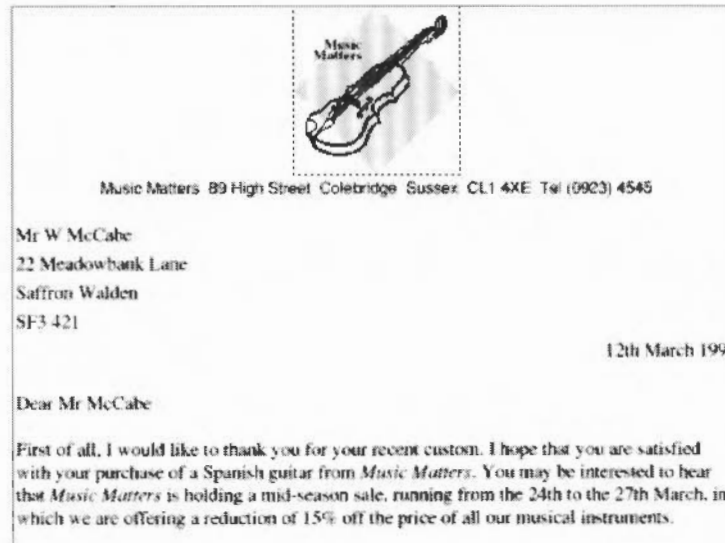 Music
Matters
Music Matters 89 High Street Colebridge Sussex CL1 4XE Tel (0923) 4545
Mr W McCabe
22 Meadowbank Lane
Saffron Walden
SF3 421
12th March 199
Dear Mr McCabe
First of all, I would like to thank you for your recent custom. I hope that you are satisfied
with your purchase of a Spanish guitar from Music Matters. You may be interested to hear
that Music Matters is holding a mid-season sale, running from the 24th to the 27th March, in
which we are offering a reduction of 15% off the price of all our musical instruments.